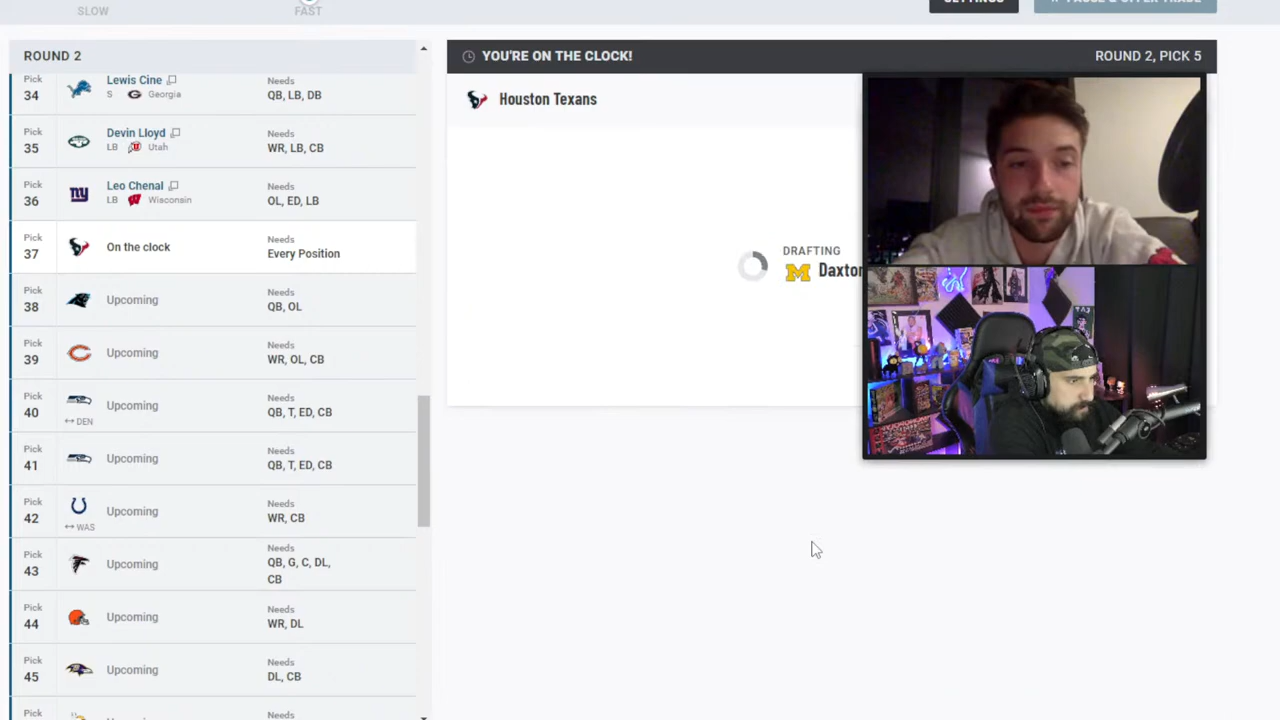 SLOW
FAST
ROUND 2
YOU'RE ON THE CLOCK!
ROUND 2, PICK 5
Houston Texans
DRAFTING
Daxton
Pick
34
Lewis Cine
S Georgia
Needs
QB, LB, DB
Pick
35
Devin Lloyd
LB Utah
Needs
WR, LB, CB
Pick
36
Leo Chenal
LB Wisconsin
Needs
OL, ED, LB
Pick
37
On the clock
Needs
Every Position
Pick
38
Upcoming
Needs
QB, OL
Pick
39
Upcoming
Needs
WR, OL, CB
Pick
40
↔ DEN
Upcoming
Needs
QB, T, ED, CB
Pick
41
Upcoming
Needs
QB, T, ED, CB
Pick
42
↔ WAS
Upcoming
Needs
WR, CB
Pick
43
Upcoming
Needs
QB, G, C, DL,
CB
Pick
44
Upcoming
Needs
WR, DL
Pick
45
Upcoming
Needs
DL, CB
Pick
Needs